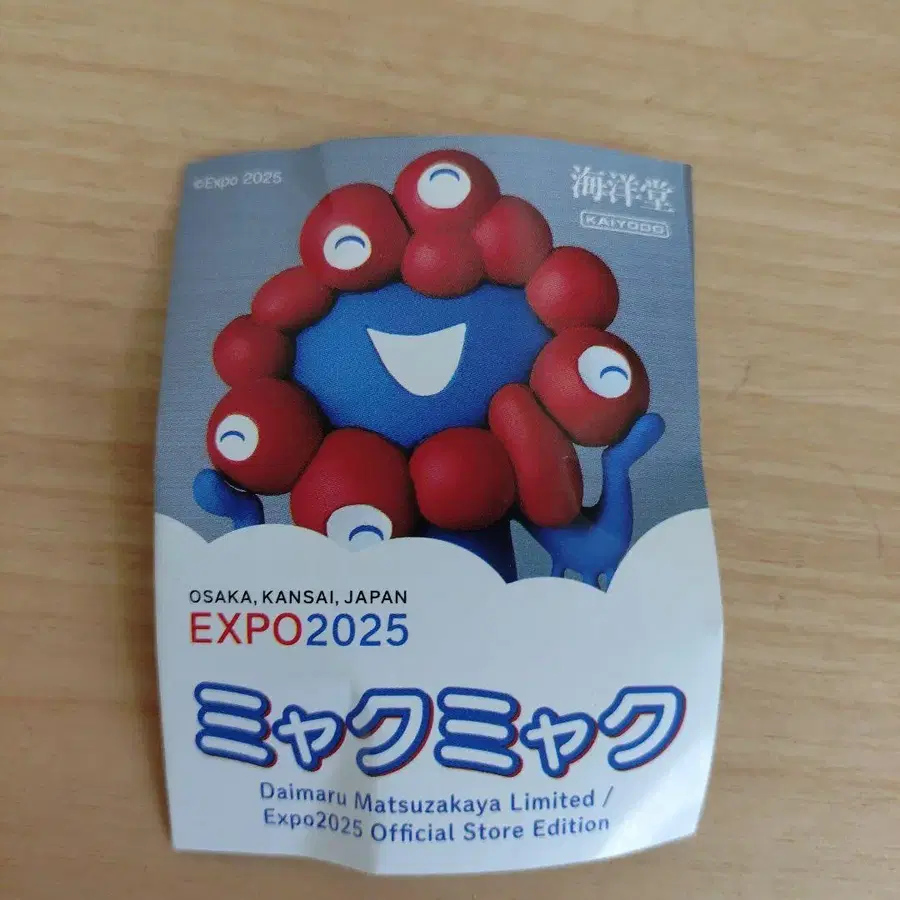 ©Expo 2025
海洋堂
KAIYODO
OSAKA, KANSAI, JAPAN
EXPO2025
ミャクミャク
Daimaru Matsuzakaya Limited /
Expo2025 Official Store Edition